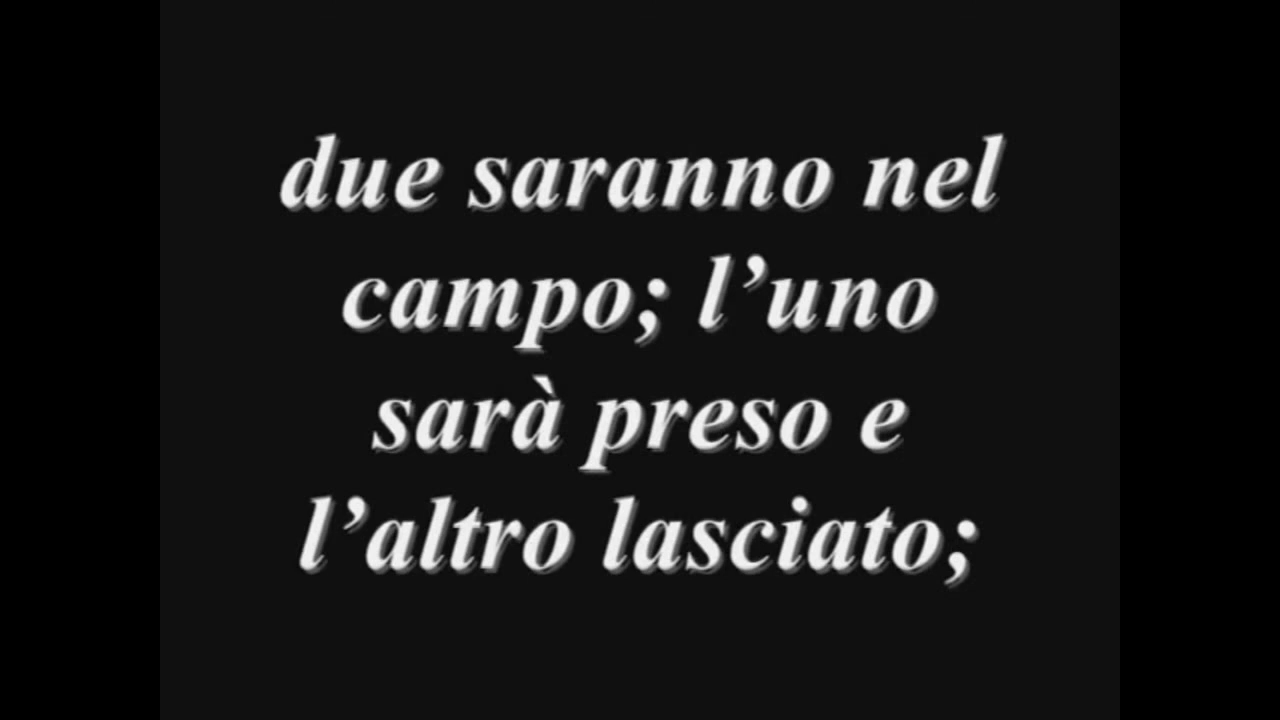 due saranno nel
campo; l’uno
sarà preso e
l’altro lasciato;